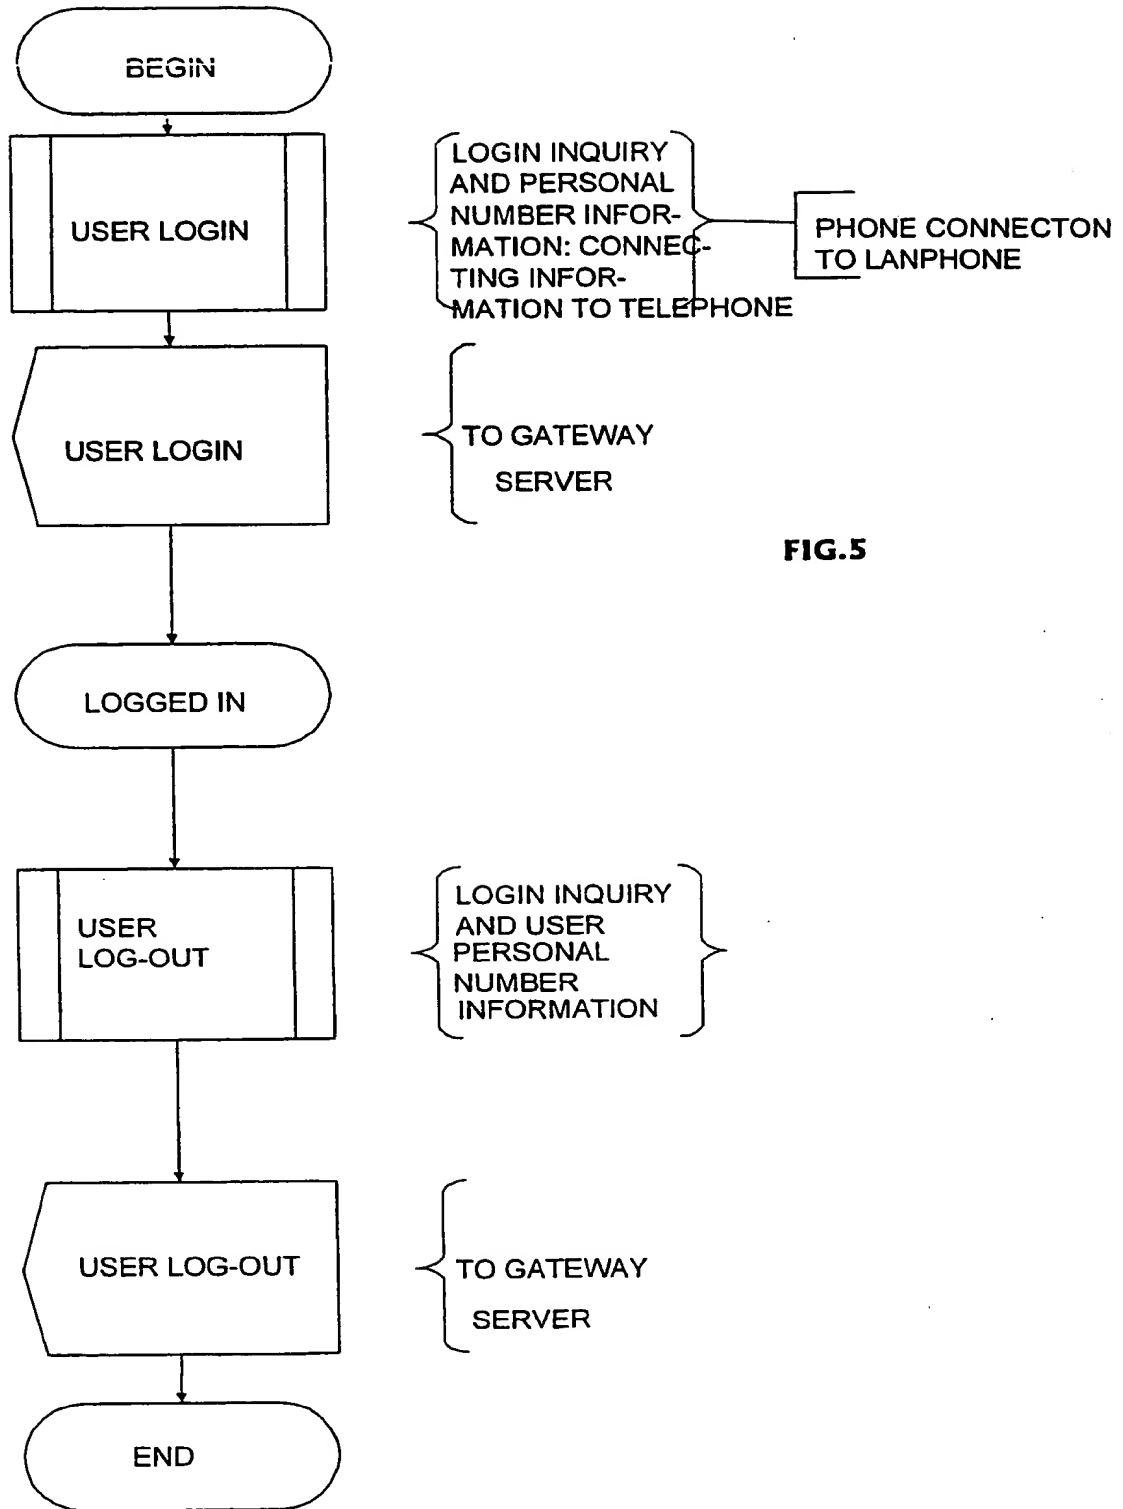 BEGIN
USER LOGIN
LOGIN INQUIRY
AND PERSONAL
NUMBER INFOR-
MATION: CONNEC-
TING INFOR-
MATION TO TELEPHONE
PHONE CONNECTON
TO LANPHONE
USER LOGIN
TO GATEWAY
SERVER
FIG.5
LOGGED IN
USER
LOG-OUT
LOGIN INQUIRY
AND USER
PERSONAL
NUMBER
INFORMATION
USER LOG-OUT
TO GATEWAY
SERVER
END